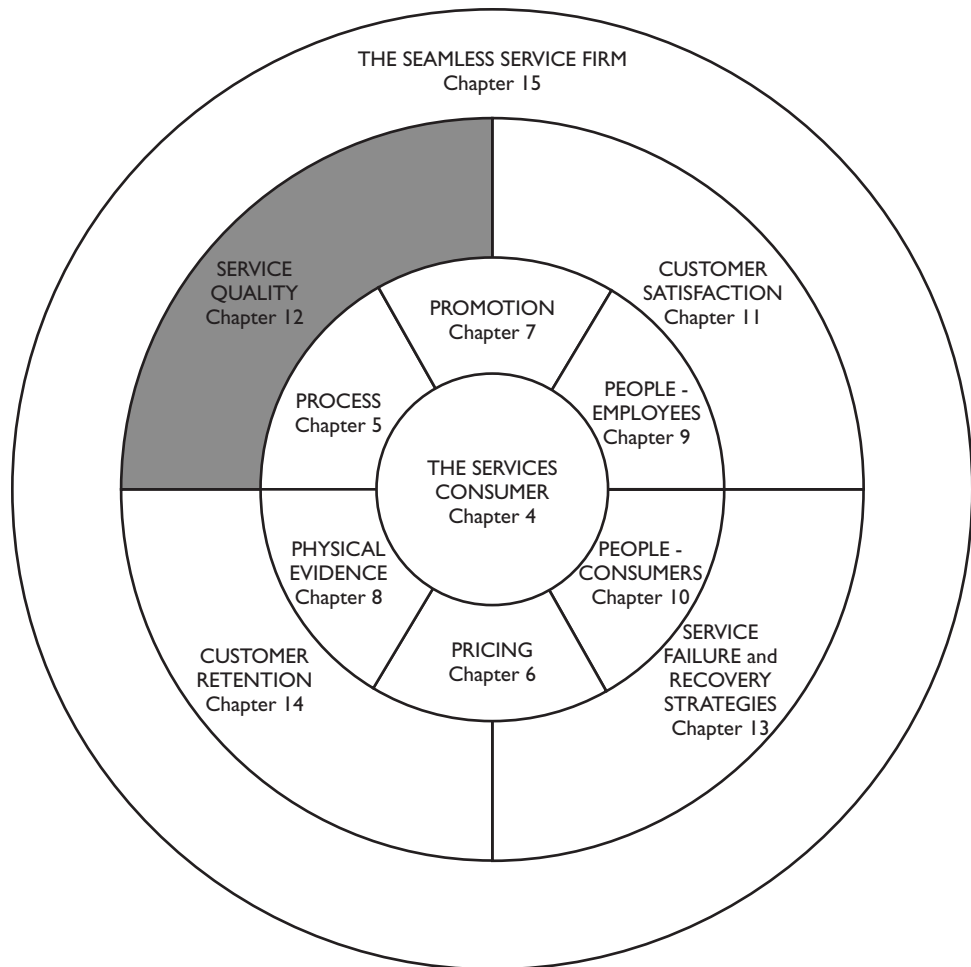 THE SEAMLESS SERVICE FIRM
Chapter 15
SERVICE
QUALITY
Chapter 12
CUSTOMER
SATISFACTION
Chapter 11
PROMOTION
Chapter 7
PROCESS
Chapter 5
PEOPLE -
EMPLOYEES
Chapter 9
THE SERVICES
CONSUMER
Chapter 4
PHYSICAL
EVIDENCE
Chapter 8
PEOPLE -
CONSUMERS
Chapter 10
PRICING
Chapter 6
CUSTOMER
RETENTION
Chapter 14
SERVICE
FAILURE and
RECOVERY
STRATEGIES
Chapter 13